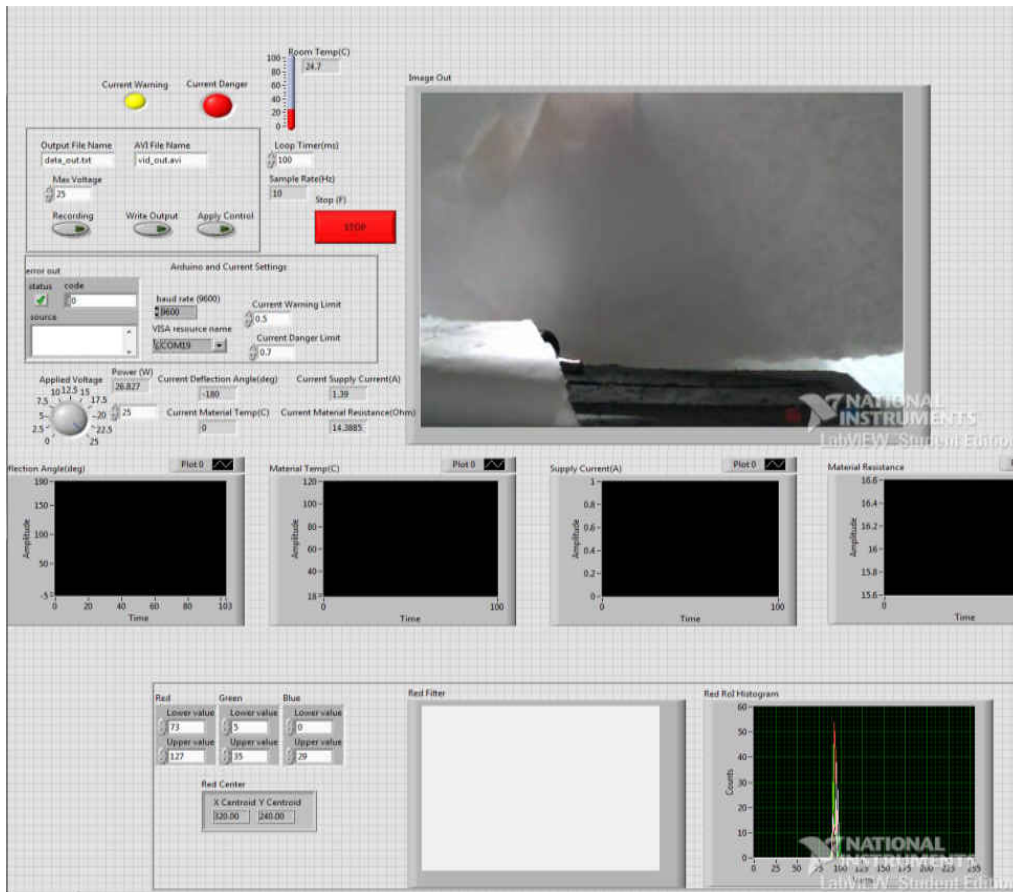 Room Temp(C)
24.7
100
80
60
40
20
0
Current Warning
Current Danger
Image Out
Output File Name
AVI File Name
data_out.txt
vid_out.avi
Max Voltage
25
Recording
Write Output
Apply Control
Loop Timer(ms)
100
Sample Rate(Hz)
10
Stop (F)
STOP
error out
status
code
0
source
Arduino and Current Settings
baud rate (9600)
9600
VISA resource name
COM19
Current Warning Limit
0.5
Current Danger Limit
0.7
Applied Voltage
0
2.5
5
7.5
10
12.5
15
17.5
20
22.5
25
25
Power (W)
26.827
Current Deflection Angle(deg)
-180
Current Supply Current(A)
1.39
Current Material Temp(C)
0
Current Material Resistance(Ohm)
14.3885
NATIONAL
INSTRUMENTS
LabVIEW Student Edition
flection Angle(deg)
Plot 0
190
150
100
50
-5
Amplitude
0 20 40 60 80 103
Time
Material Temp(C)
Plot 0
120
100
80
60
40
18
Amplitude
0 100
Time
Supply Current(A)
Plot 0
1
0.8
0.6
0.4
0.2
0
Amplitude
0 100
Time
Material Resistance
16.6
16.4
16.2
16
15.8
15.6
Amplitude
0
Time
Red
Green
Blue
Lower value
Lower value
Lower value
73
5
0
Upper value
Upper value
Upper value
127
35
29
Red Center
X Centroid Y Centroid
320.00 240.00
Red Filter
Red RoI Histogram
60
50
40
30
20
10
0
Counts
0 25 50 75 100 125 150 175 200 225 255
NATIONAL
INSTRUMENTS
LabVIEW Student Edition